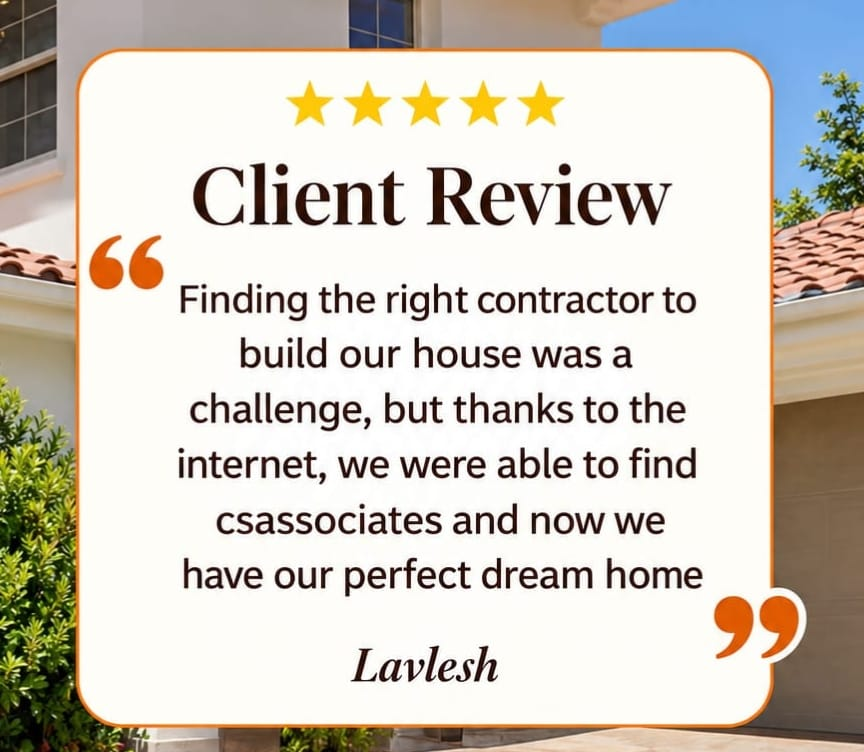 Client Review
“Finding the right contractor to
build our house was a
challenge, but thanks to the
internet, we were able to find
csassociates and now we
have our perfect dream home”
Lavlesh